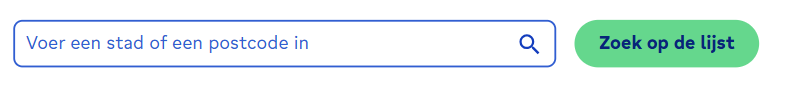 Voer een stad of een postcode in
Zoek op de lijst